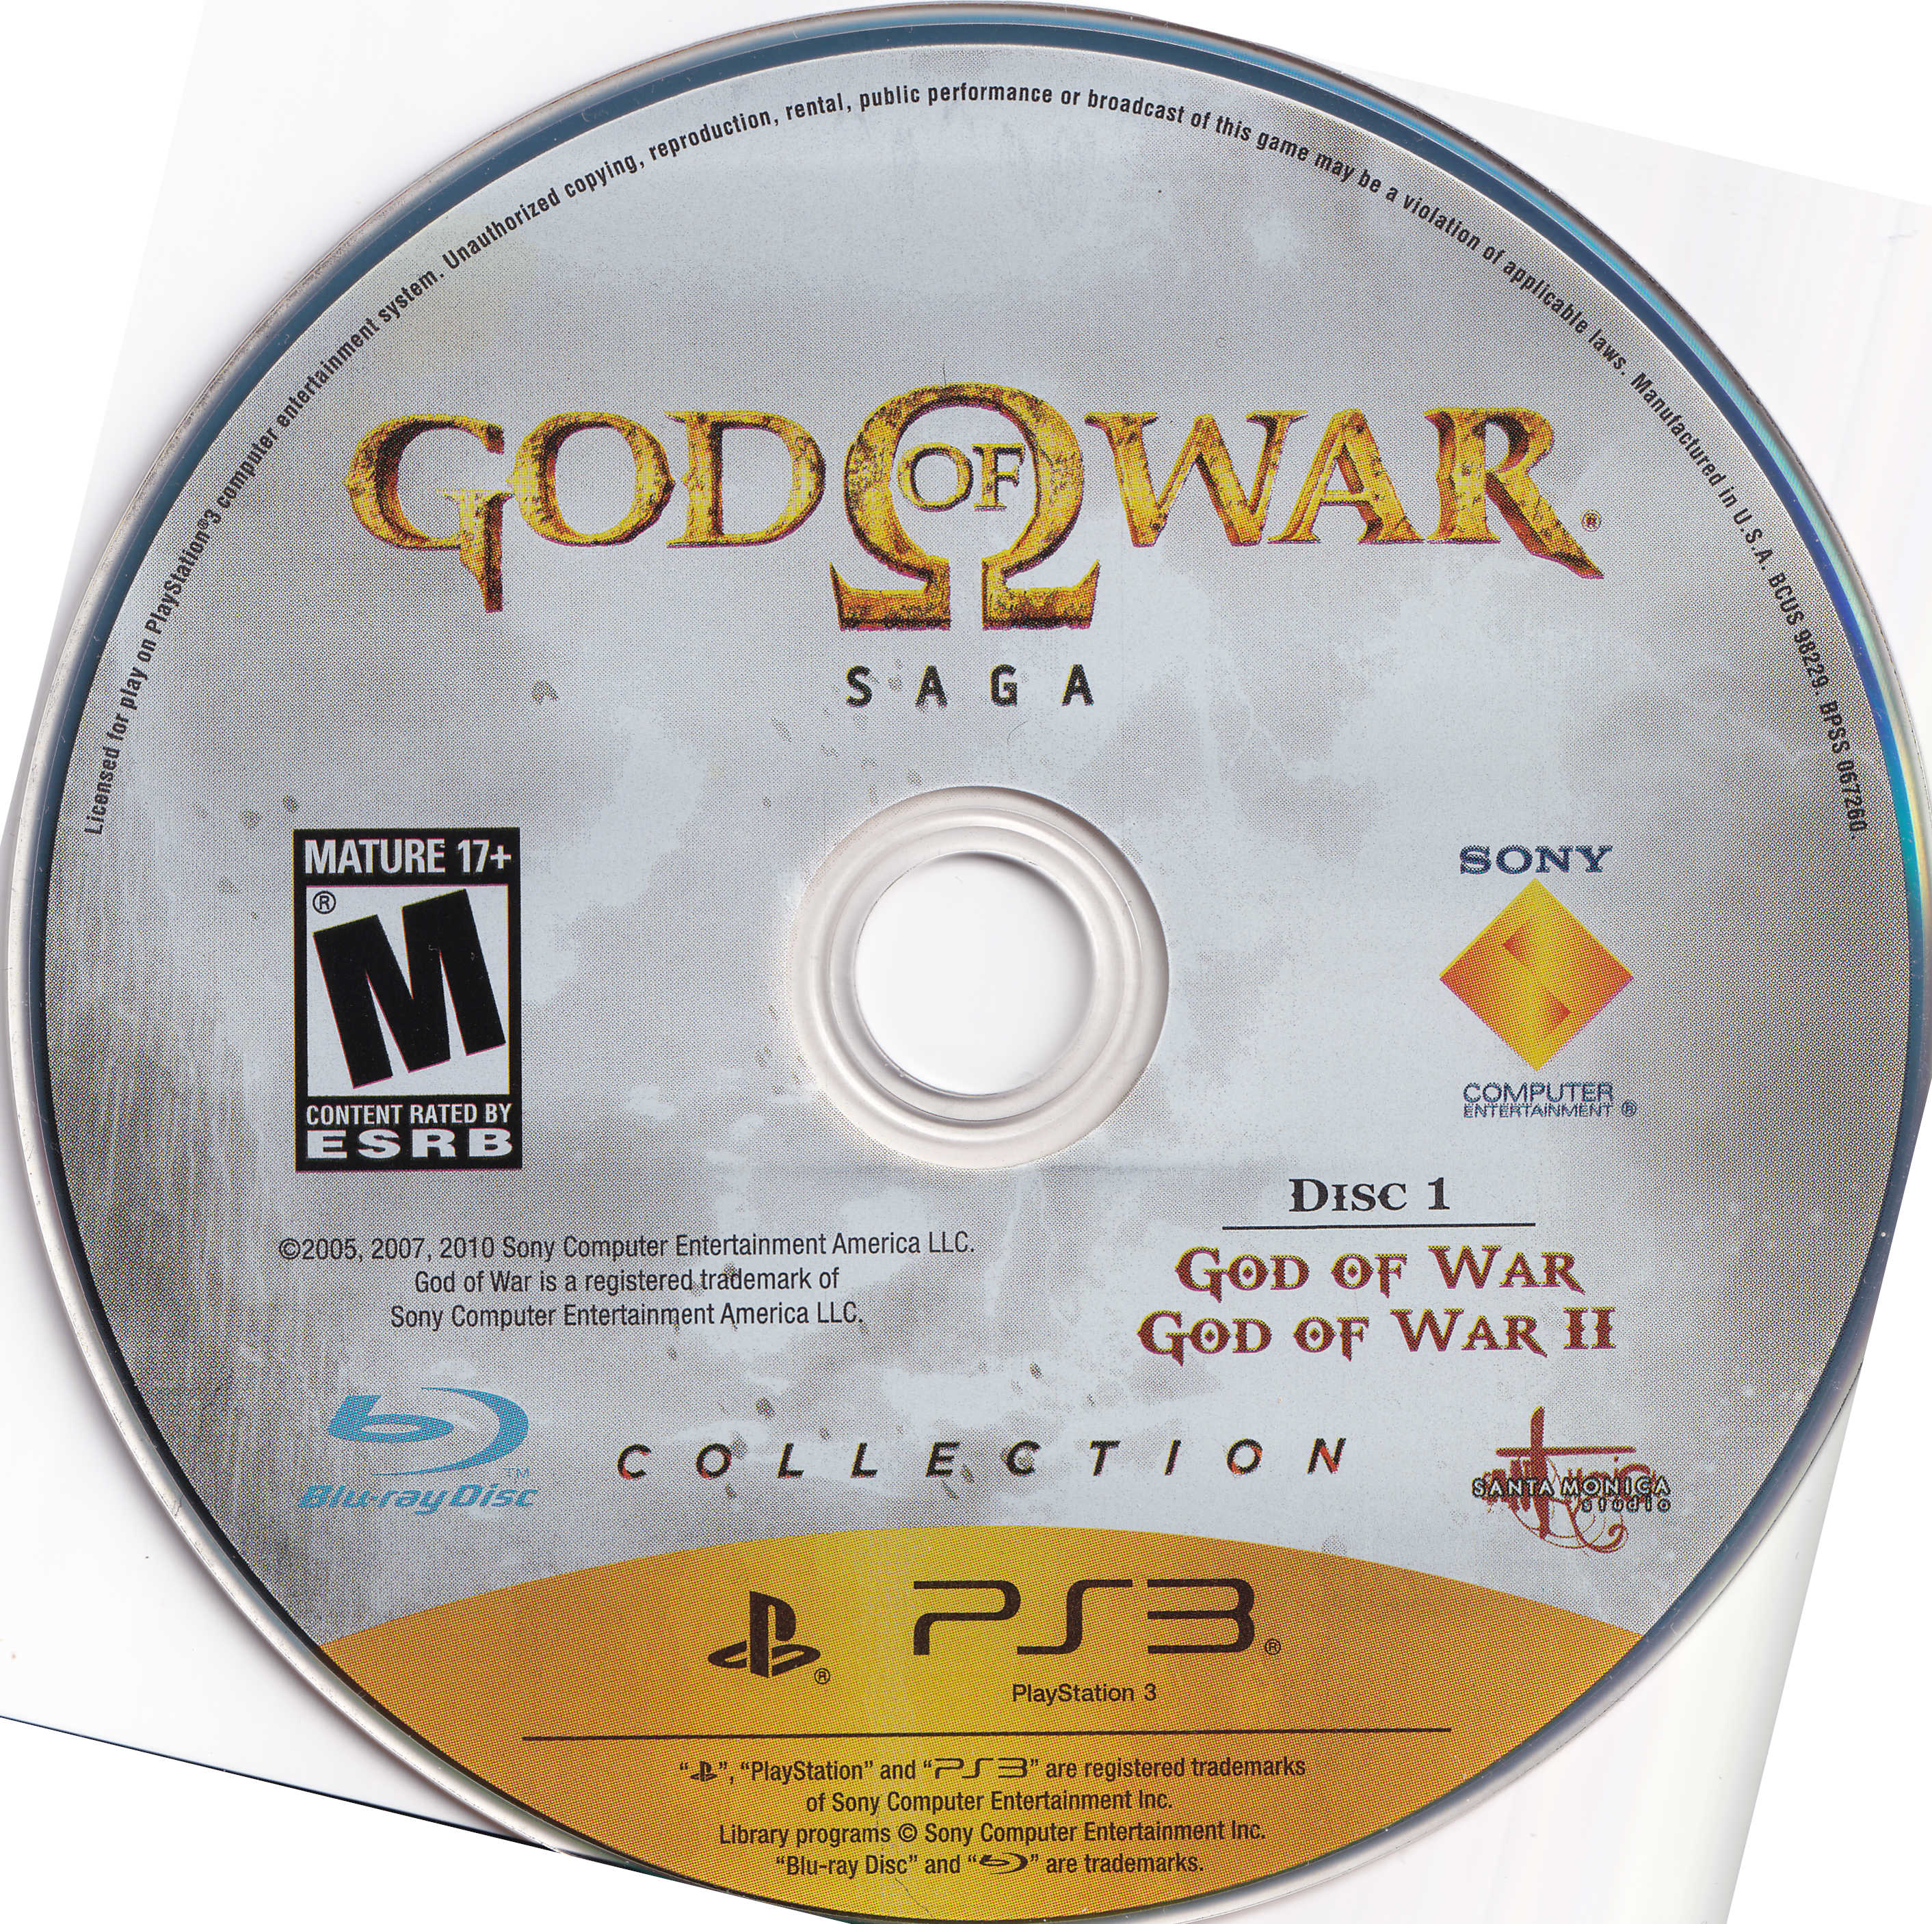 Licensed for play on PlayStation®3 computer entertainment system. Unauthorized copying, reproduction, rental, public performance or broadcast of this game may be a violation of applicable laws. Manufactured in U.S.A. BCUS 98229. BPSS 067260.
GOD OF WAR®
SAGA
MATURE 17+
®
M
CONTENT RATED BY
ESRB
SONY
COMPUTER
ENTERTAINMENT ®
DISC 1
GOD OF WAR
GOD OF WAR II
©2005, 2007, 2010 Sony Computer Entertainment America LLC.
God of War is a registered trademark of
Sony Computer Entertainment America LLC.
Blu-ray Disc™
COLLECTION
SANTA MONICA
studio
PS3®
®
PlayStation 3
“PS”, “PlayStation” and “PS3” are registered trademarks
of Sony Computer Entertainment Inc.
Library programs © Sony Computer Entertainment Inc.
“Blu-ray Disc” and “” are trademarks.